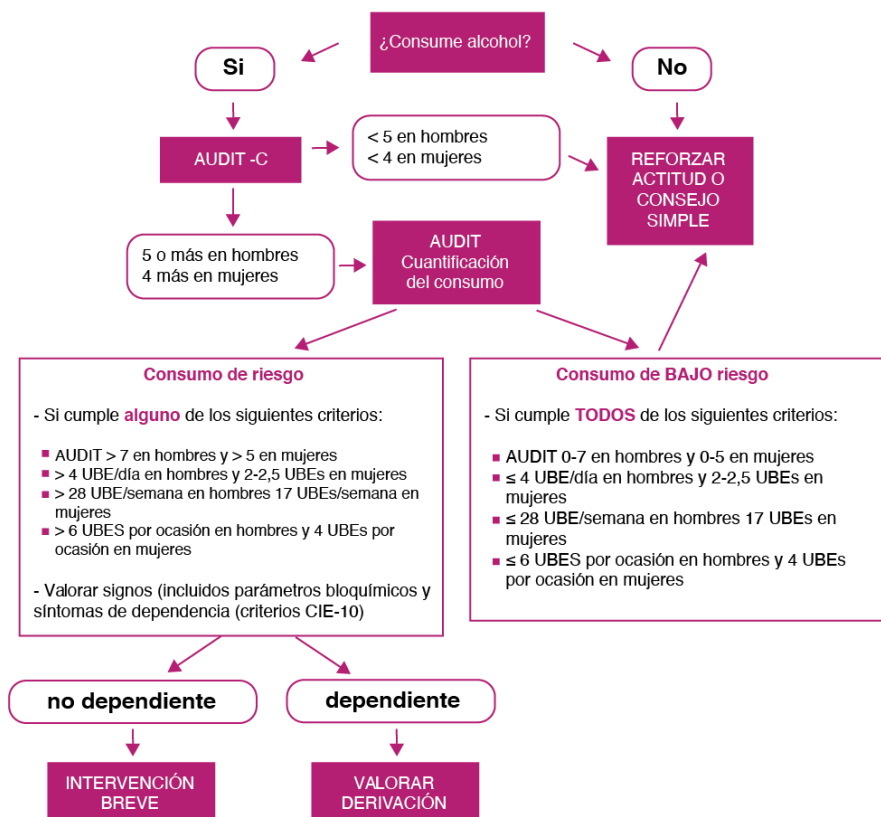 ¿Consume alcohol?
Si
No
AUDIT -C
< 5 en hombres
< 4 en mujeres
REFORZAR
ACTITUD O
CONSEJO
SIMPLE
5 o más en hombres
4 más en mujeres
AUDIT
Cuantificación
del consumo
Consumo de riesgo
- Si cumple alguno de los siguientes criterios:
AUDIT > 7 en hombres y > 5 en mujeres
> 4 UBE/día en hombres y 2-2,5 UBEs en mujeres
> 28 UBE/semana en hombres 17 UBEs/semana en
mujeres
> 6 UBES por ocasión en hombres y 4 UBEs por
ocasión en mujeres
- Valorar signos (incluidos parámetros bloquímicos y
síntomas de dependencia (criterios CIE-10)
Consumo de BAJO riesgo
- Si cumple TODOS de los siguientes criterios:
AUDIT 0-7 en hombres y 0-5 en mujeres
≤ 4 UBE/día en hombres y 2-2,5 UBEs en
mujeres
≤ 28 UBE/semana en hombres 17 UBEs en
mujeres
≤ 6 UBES por ocasión en hombres y 4 UBEs
por ocasión en mujeres
no dependiente
dependiente
INTERVENCIÓN
BREVE
VALORAR
DERIVACIÓN